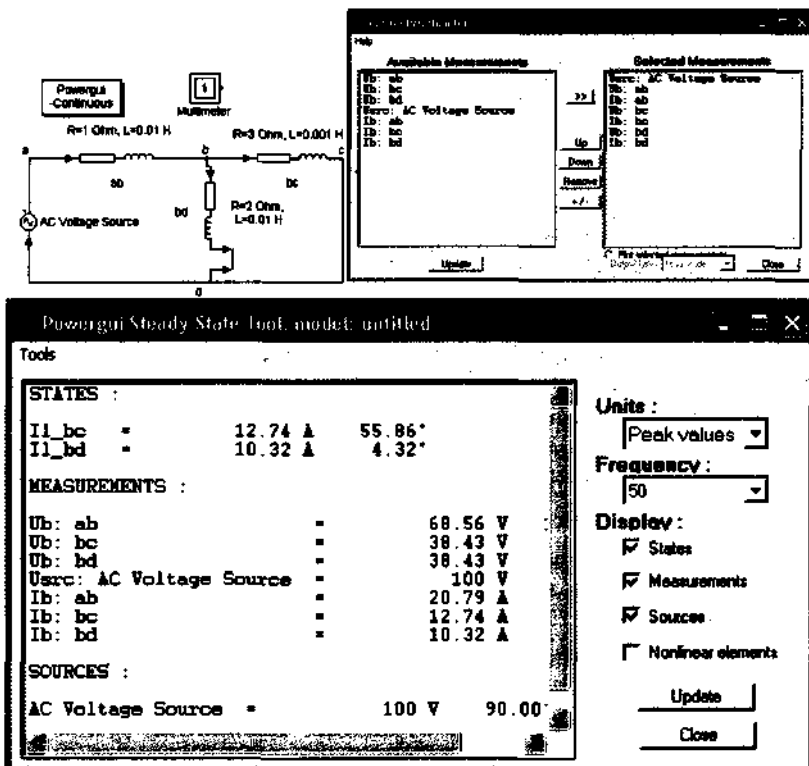 Powergui
-Continuous
Multimeter
R=1 Ohm, L=0.01 H
R=3 Ohm, L=0.001 H
a
b
c
ab
bc
bd
R=2 Ohm,
L=0.01 H
AC Voltage Source
d
Help
Available Measurements
Ub: ab
Ub: bc
Ub: bd
Usrc: AC Voltage Source
Ib: ab
Ib: bc
Ib: bd
Update
>>
Up
Down
Remove
+/-
Selected Measurements
Usrc: AC Voltage Source
Ub: ab
Ib: ab
Ub: bc
Ib: bc
Ub: bd
Ib: bd
Close
Powergui Steady State Tool. model: untitled
Tools
STATES :
Il_bc = 12.74 A 55.86°
Il_bd = 10.32 A 4.32°
MEASUREMENTS :
Ub: ab = 68.56 V
Ub: bc = 38.43 V
Ub: bd = 38.43 V
Usrc: AC Voltage Source = 100 V
Ib: ab = 20.79 A
Ib: bc = 12.74 A
Ib: bd = 10.32 A
SOURCES :
AC Voltage Source = 100 V 90.00°
Units :
Peak values
Frequency :
50
Display :
States
Measurements
Sources
Nonlinear elements
Update
Close